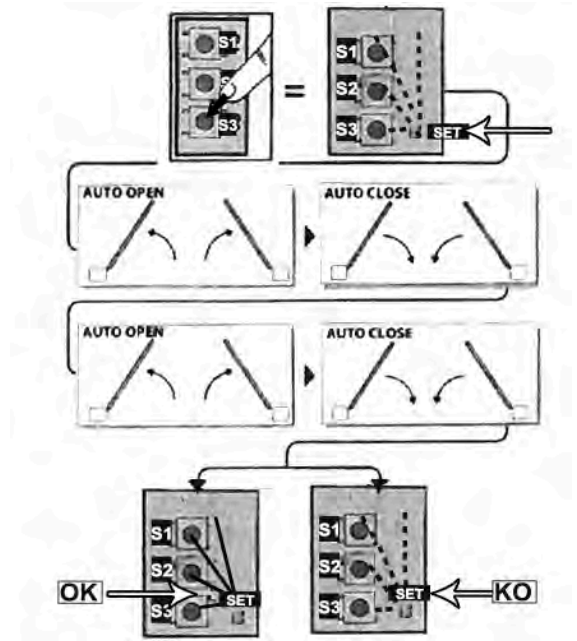 S1
S3
=
S1
S2
S3
SET
AUTO OPEN
AUTO CLOSE
AUTO OPEN
AUTO CLOSE
S1
S2
S3
SET
OK
S1
S2
S3
SET
KO